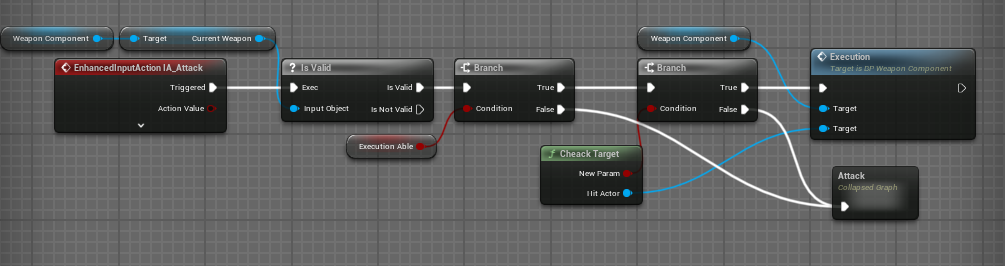 Weapon Component
Target
Current Weapon
Weapon Component
EnhancedInputAction IA_Attack
Triggered
Action Value
? Is Valid
Exec
Is Valid
Input Object
Is Not Valid
Branch
True
Condition
False
Branch
True
Condition
False
Execution
Target is BP Weapon Component
Target
Target
Execution Able
f Cheack Target
New Param
Hit Actor
Attack
Collapsed Graph